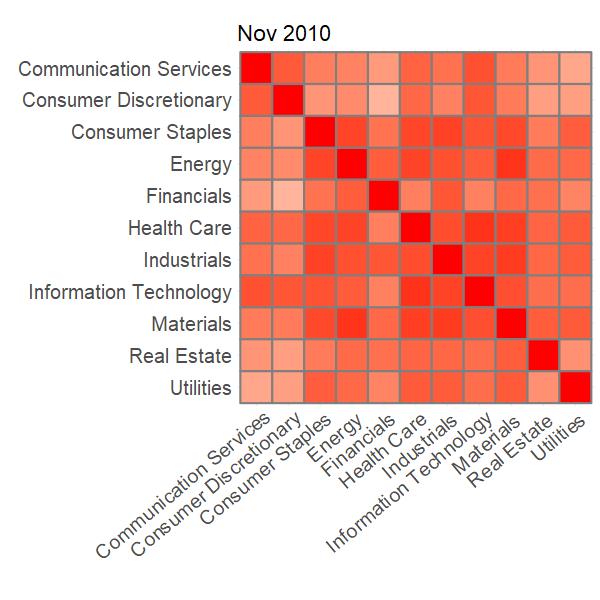 Nov 2010
Communication Services
Consumer Discretionary
Consumer Staples
Energy
Financials
Health Care
Industrials
Information Technology
Materials
Real Estate
Utilities
Communication Services
Consumer Discretionary
Consumer Staples
Energy
Financials
Health Care
Industrials
Information Technology
Materials
Real Estate
Utilities